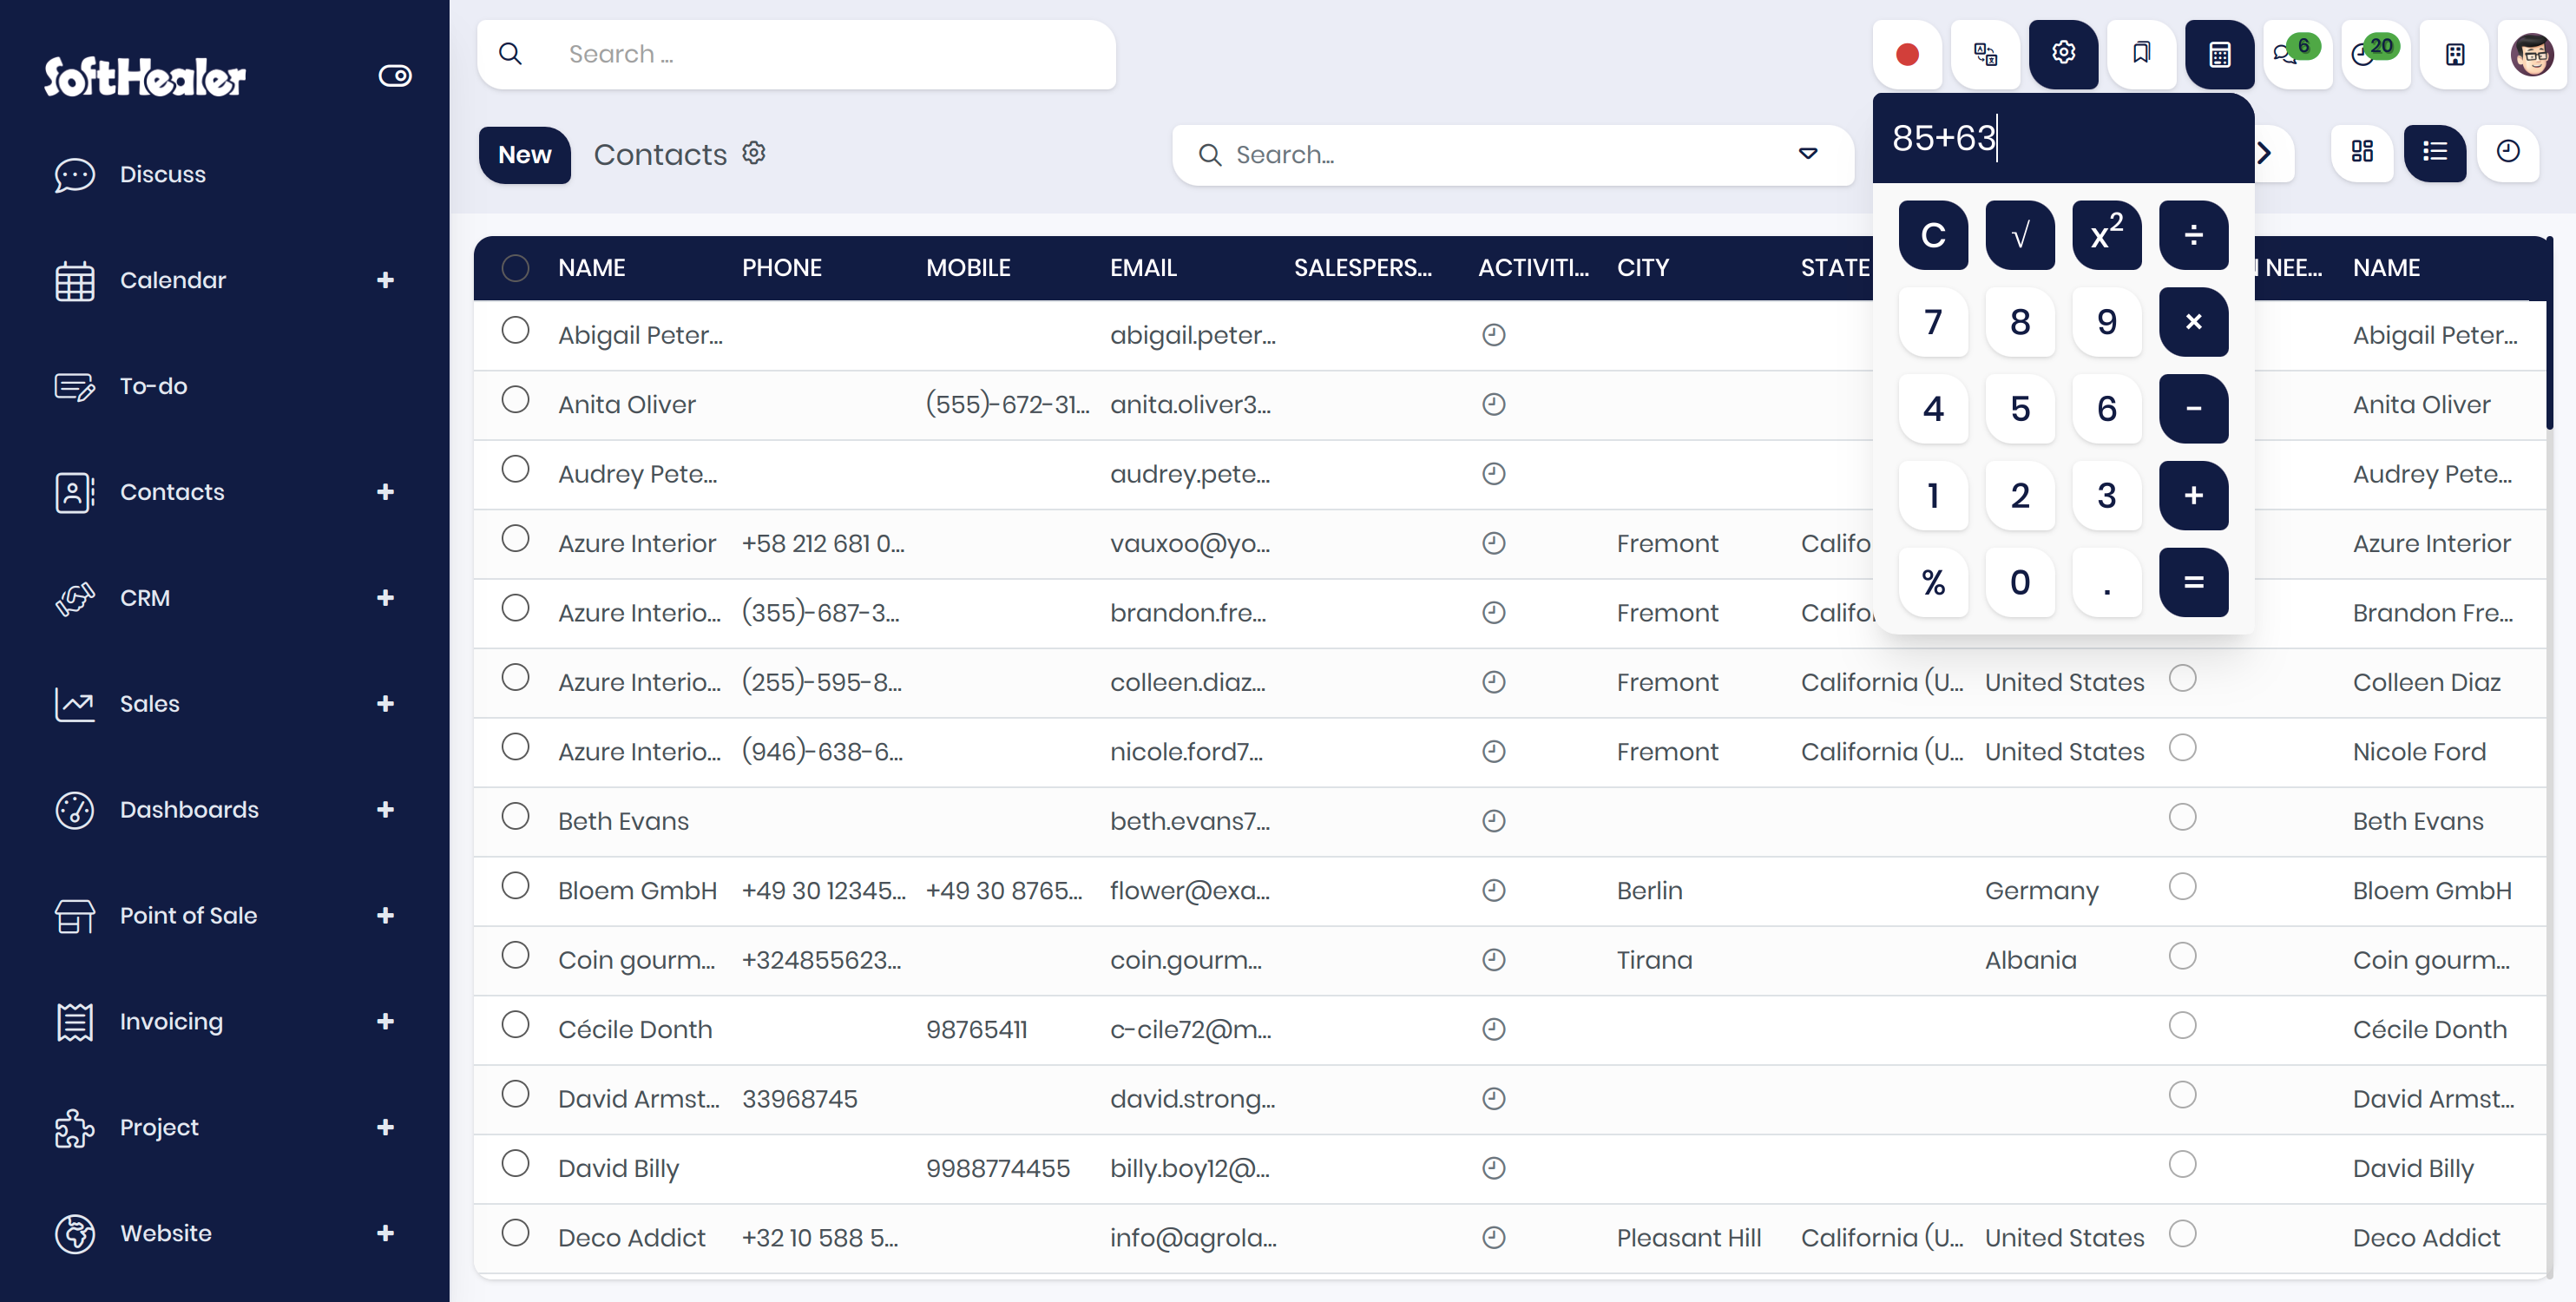 SoftHealer
Search ...
6
20
New
Contacts
Search...
85+63
C √ x² ÷
7 8 9 ×
4 5 6 -
1 2 3 +
% 0 . =
Discuss
Calendar +
To-do
Contacts +
CRM +
Sales +
Dashboards +
Point of Sale +
Invoicing +
Project +
Website +
NAME PHONE MOBILE EMAIL SALESPERS... ACTIVITI... CITY STATE NEE... NAME
Abigail Peter... abigail.peter... Abigail Peter...
Anita Oliver (555)-672-31... anita.oliver3... Anita Oliver
Audrey Pete... audrey.pete... Audrey Pete...
Azure Interior +58 212 681 0... vauxoo@yo... Fremont Califo Azure Interior
Azure Interio... (355)-687-3... brandon.fre... Fremont Califo Brandon Fre...
Azure Interio... (255)-595-8... colleen.diaz... Fremont California (U... United States Colleen Diaz
Azure Interio... (946)-638-6... nicole.ford7... Fremont California (U... United States Nicole Ford
Beth Evans beth.evans7... Beth Evans
Bloem GmbH +49 30 12345... +49 30 8765... flower@exa... Berlin Germany Bloem GmbH
Coin gourm... +324855623... coin.gourm... Tirana Albania Coin gourm...
Cécile Donth 98765411 c-cile72@m... Cécile Donth
David Armst... 33968745 david.strong... David Armst...
David Billy 9988774455 billy.boy12@... David Billy
Deco Addict +32 10 588 5... info@agrola... Pleasant Hill California (U... United States Deco Addict